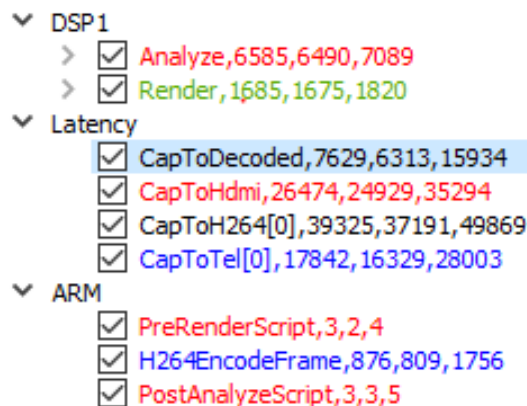 DSP1
Analyze,6585,6490,7089
Render,1685,1675,1820
Latency
CapToDecoded,7629,6313,15934
CapToHdmi,26474,24929,35294
CapToH264[0],39325,37191,49869
CapToTel[0],17842,16329,28003
ARM
PreRenderScript,3,2,4
H264EncodeFrame,876,809,1756
PostAnalyzeScript,3,3,5